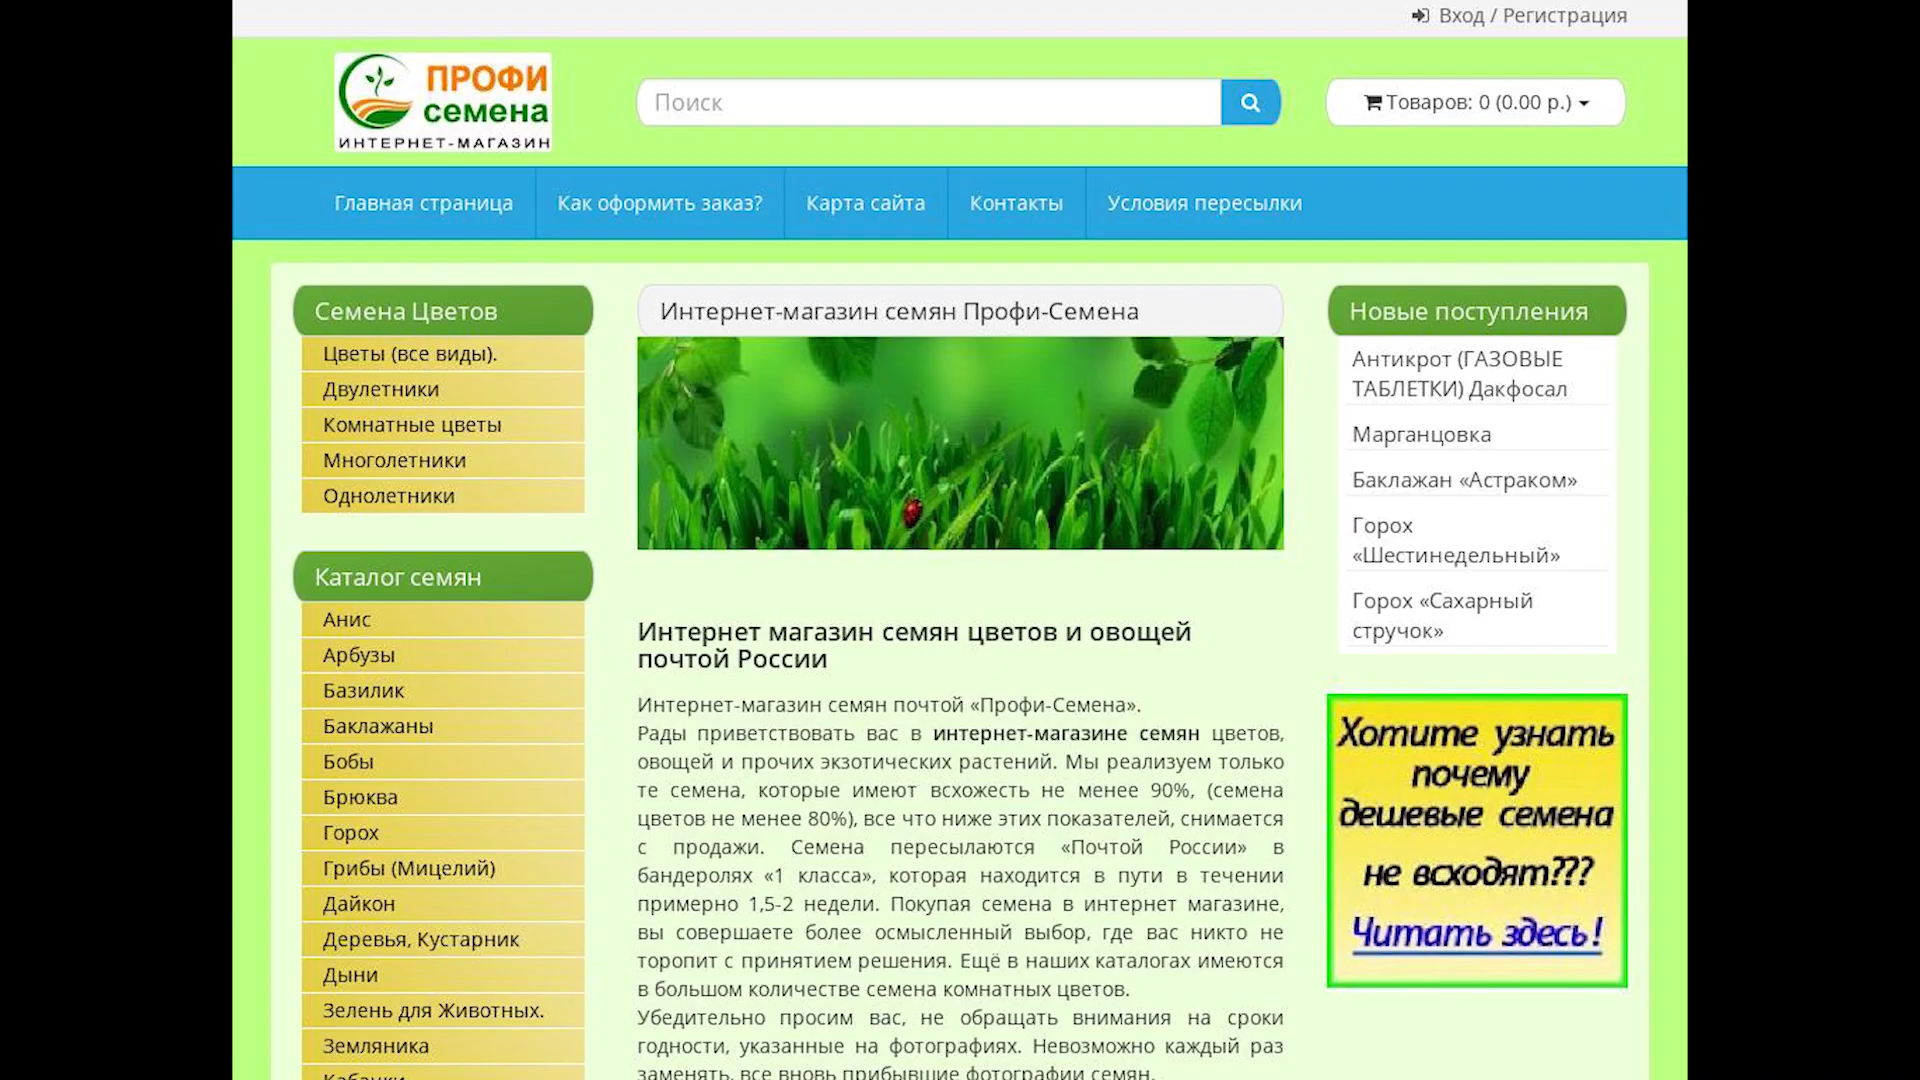 Вход / Регистрация
ПРОФИ
семена
ИНТЕРНЕТ-МАГАЗИН
Поиск
Товаров: 0 (0.00 р.)
Главная страница
Как оформить заказ?
Карта сайта
Контакты
Условия пересылки
Семена Цветов
Цветы (все виды).
Двулетники
Комнатные цветы
Многолетники
Однолетники
Каталог семян
Анис
Арбузы
Базилик
Баклажаны
Бобы
Брюква
Горох
Грибы (Мицелий)
Дайкон
Деревья, Кустарник
Дыни
Зелень для Животных.
Земляника
Кабачки
Интернет-магазин семян Профи-Семена
Интернет магазин семян цветов и овощей
почтой России
Интернет-магазин семян почтой «Профи-Семена».
Рады приветствовать вас в интернет-магазине семян цветов,
овощей и прочих экзотических растений. Мы реализуем только
те семена, которые имеют всхожесть не менее 90%, (семена
цветов не менее 80%), все что ниже этих показателей, снимается
с продажи. Семена пересылаются «Почтой России» в
бандеролях «1 класса», которая находится в пути в течении
примерно 1,5-2 недели. Покупая семена в интернет магазине,
вы совершаете более осмысленный выбор, где вас никто не
торопит с принятием решения. Ещё в наших каталогах имеются
в большом количестве семена комнатных цветов.
Убедительно просим вас, не обращать внимания на сроки
годности, указанные на фотографиях. Невозможно каждый раз
заменять, все вновь прибывшие фотографии семян.
Новые поступления
Антикрот (ГАЗОВЫЕ
ТАБЛЕТКИ) Дакфосал
Марганцовка
Баклажан «Астраком»
Горох
«Шестинедельный»
Горох «Сахарный
стручок»
Хотите узнать
почему
дешевые семена
не всходят???
Читать здесь!